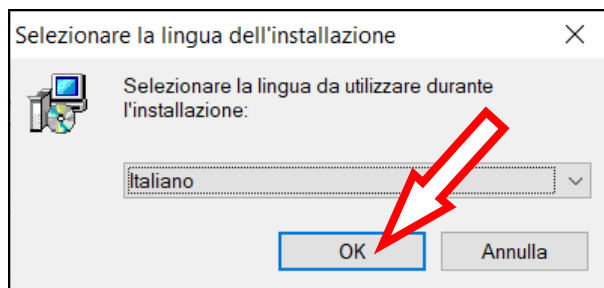 Selezionare la lingua dell'installazione
Selezionare la lingua da utilizzare durante
l'installazione:
Italiano
OK
Annulla